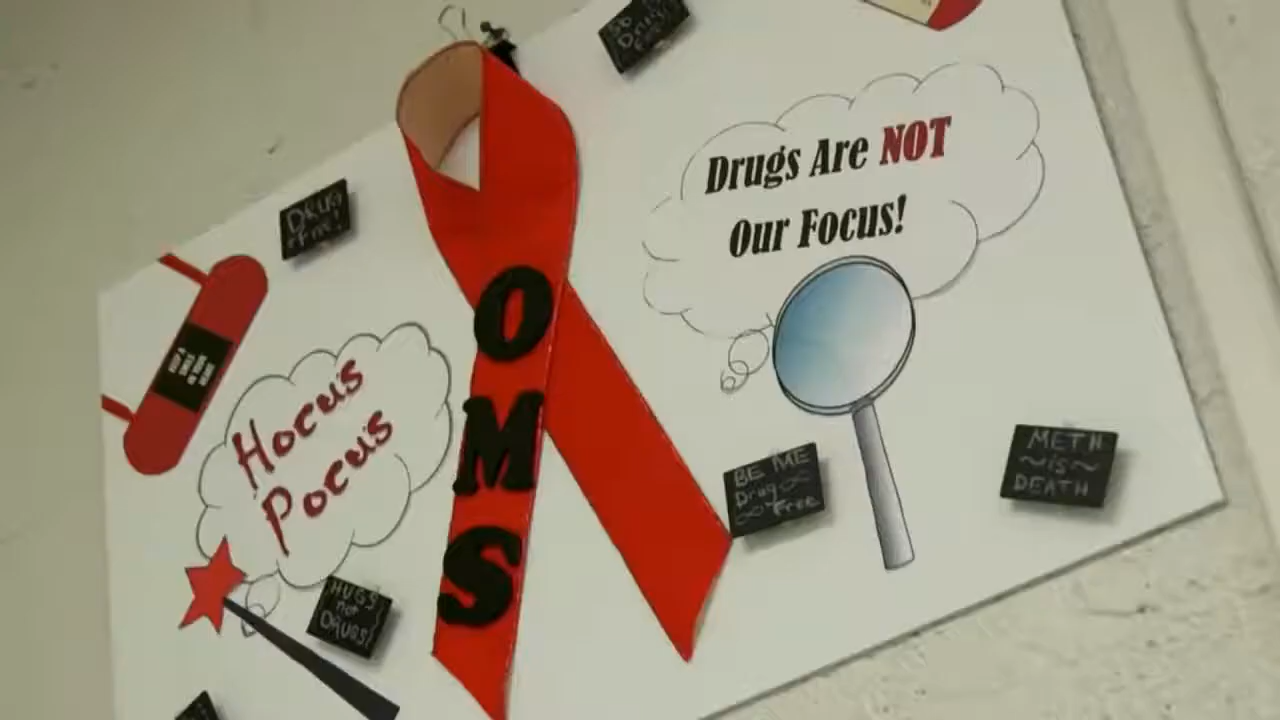 Drug
Free!
Hocus
Pocus
HUGS
not
DRUGS
O
M
S
Drugs Are NOT
Our Focus!
BE ME
Drug
Free
METH
~is~
DEATH